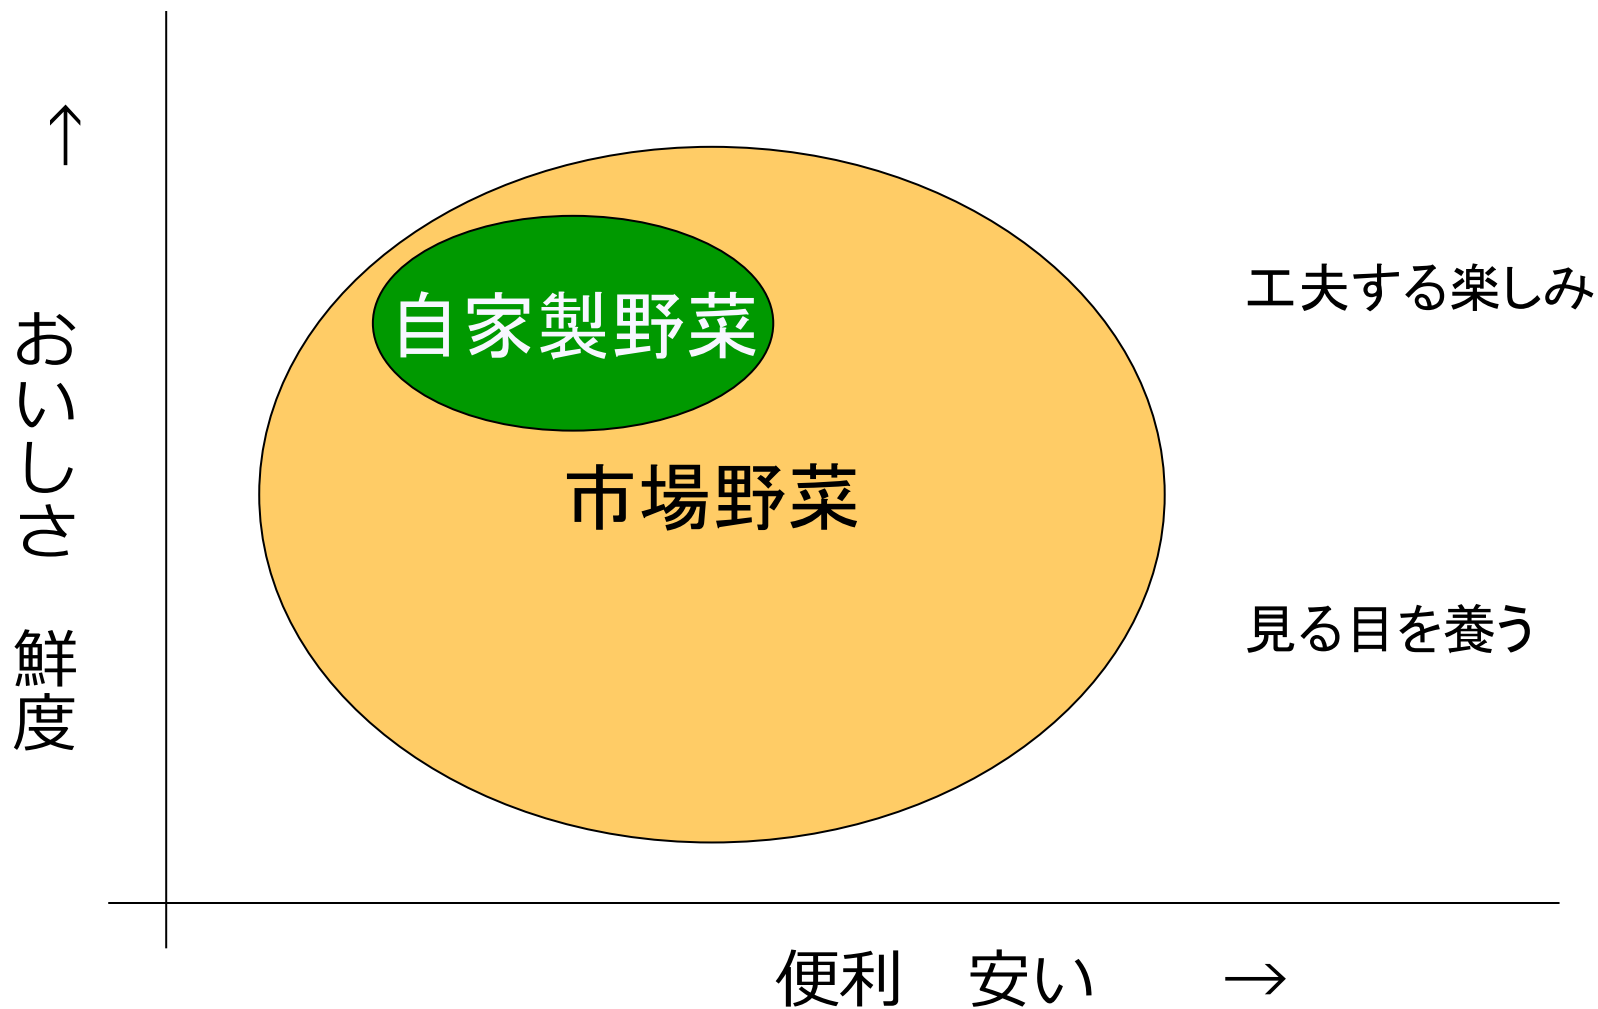 ↑
おいしさ　鮮度
自家製野菜
市場野菜
工夫する楽しみ
見る目を養う
便利　安い　→